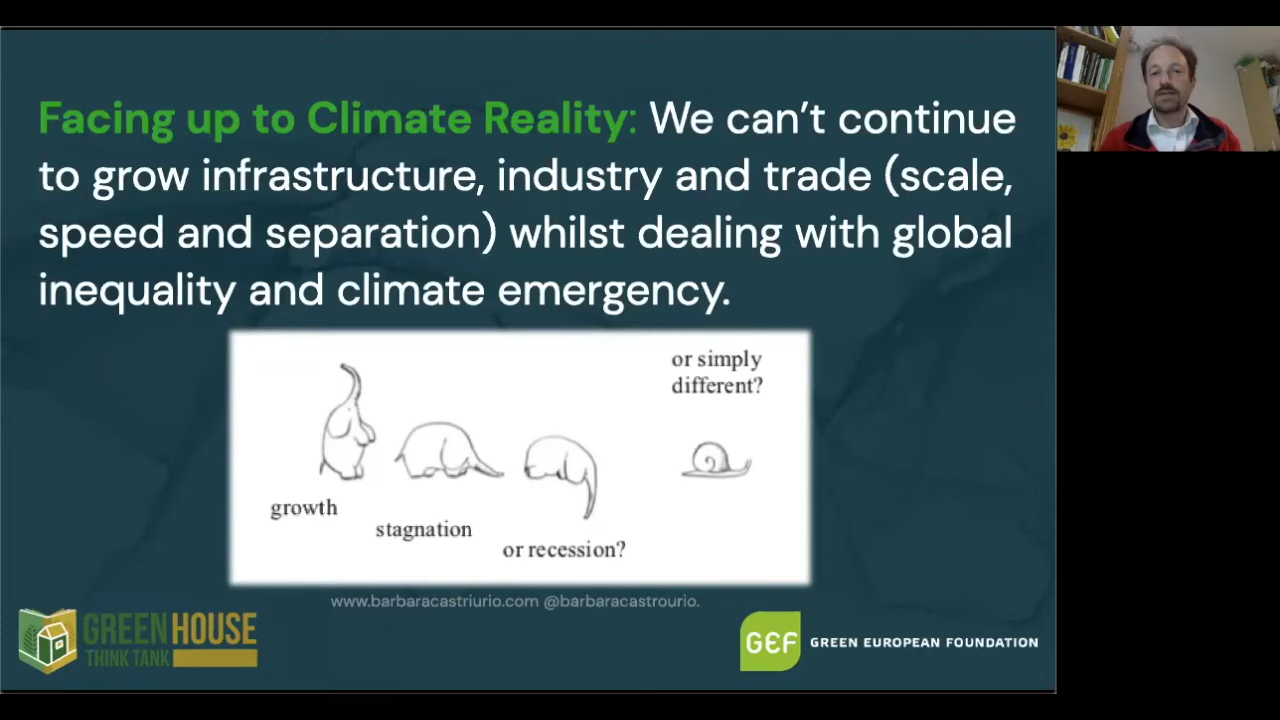 Facing up to Climate Reality: We can't continue
to grow infrastructure, industry and trade (scale,
speed and separation) whilst dealing with global
inequality and climate emergency.
or simply
different?
growth
stagnation
or recession?
www.barbaracastriurio.com @barbaracastrourio.
GREEN HOUSE
THINK TANK
GEF GREEN EUROPEAN FOUNDATION